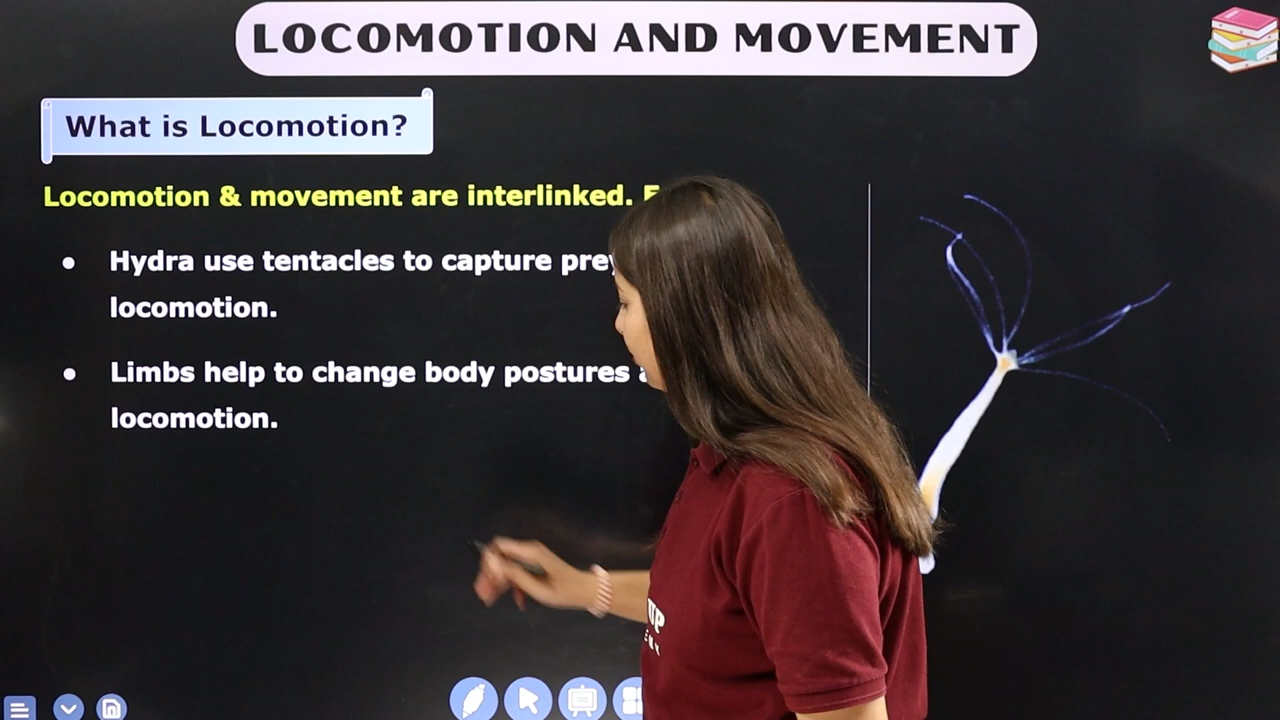 LOCOMOTION AND MOVEMENT
What is Locomotion?
Locomotion & movement are interlinked.
Hydra use tentacles to capture prey
locomotion.
Limbs help to change body postures
locomotion.
UP